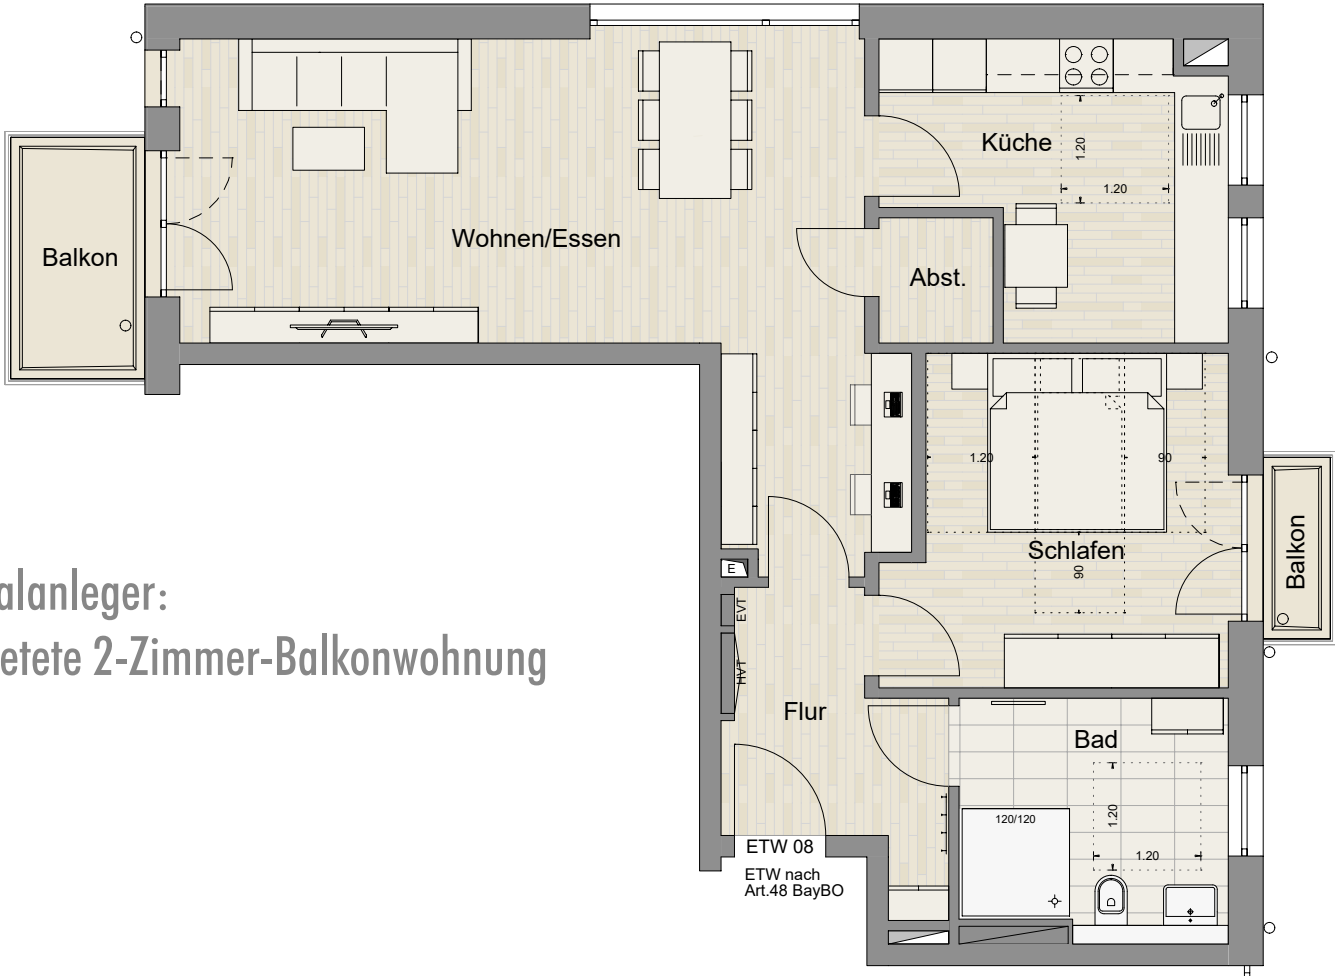 Küche
1.20
1.20
Wohnen/Essen
Balkon
Abst.
1.20
90
Schlafen
90
Balkon
E
EVT
HVT
alanleger:
etete 2-Zimmer-Balkonwohnung
Flur
Bad
120/120
1.20
1.20
ETW 08
ETW nach
Art.48 BayBO